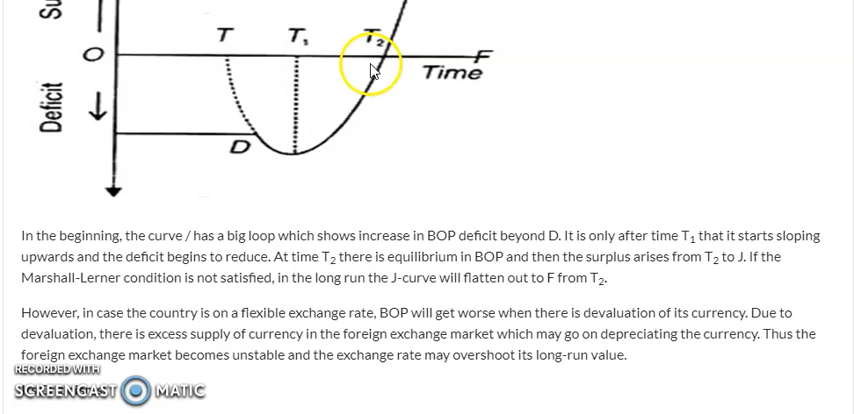 Su
T T₁ T₂
O
F
Time
Deficit
D
In the beginning, the curve / has a big loop which shows increase in BOP deficit beyond D. It is only after time T₁ that it starts sloping
upwards and the deficit begins to reduce. At time T₂ there is equilibrium in BOP and then the surplus arises from T₂ to J. If the
Marshall-Lerner condition is not satisfied, in the long run the J-curve will flatten out to F from T₂.
However, in case the country is on a flexible exchange rate, BOP will get worse when there is devaluation of its currency. Due to
devaluation, there is excess supply of currency in the foreign exchange market which may go on depreciating the currency. Thus the
foreign exchange market becomes unstable and the exchange rate may overshoot its long-run value.
RECORDED WITH
SCREENCAST MATIC